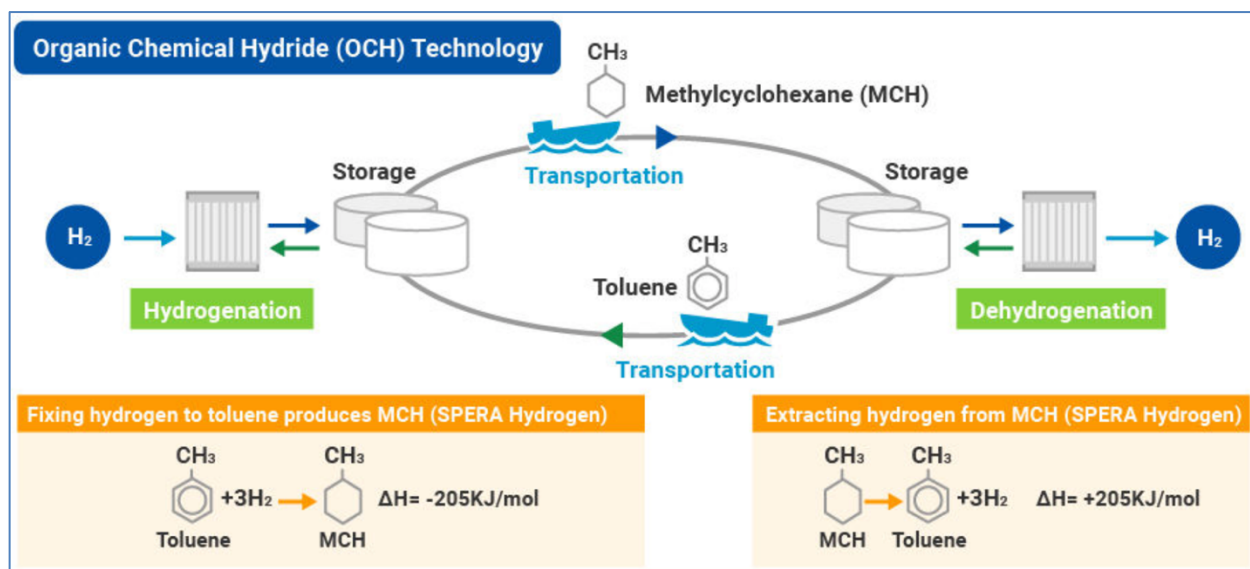 Organic Chemical Hydride (OCH) Technology
CH₃
Methylcyclohexane (MCH)
Transportation
Storage
Storage
H₂
H₂
CH₃
Toluene
Hydrogenation
Dehydrogenation
Transportation
Fixing hydrogen to toluene produces MCH (SPERA Hydrogen)
CH₃ CH₃
+3H₂ ΔH= -205KJ/mol
Toluene MCH
Extracting hydrogen from MCH (SPERA Hydrogen)
CH₃ CH₃
+3H₂ ΔH= +205KJ/mol
MCH Toluene